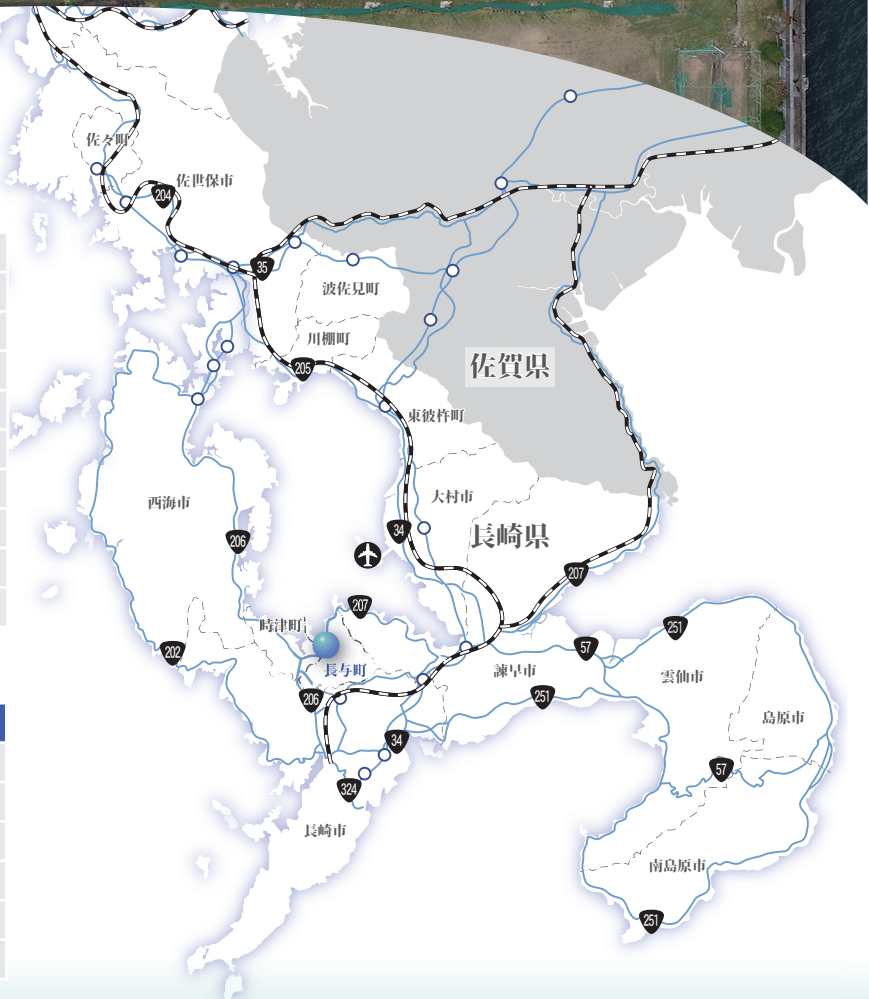 佐々町
佐世保市
204
35
波佐見町
川棚町
205
佐賀県
東彼杵町
大村市
西海市
34
長崎県
206
207
207
時津町
251
57
202
長与町
諫早市
雲仙市
206
251
島原市
34
57
324
長崎市
南島原市
251